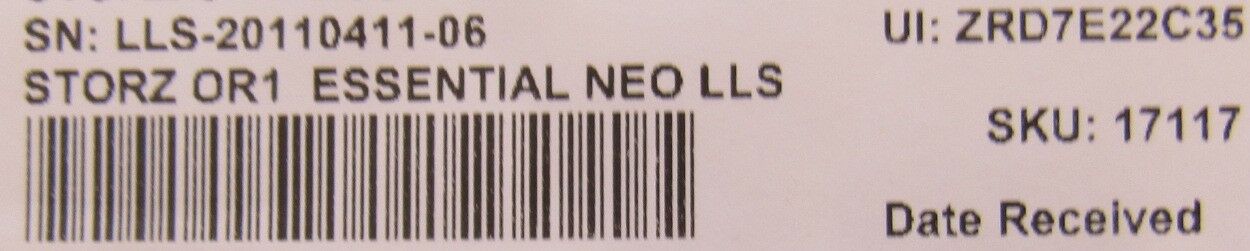 SN: LLS-20110411-06
UI: ZRD7E22C35
STORZ OR1 ESSENTIAL NEO LLS
SKU: 17117
Date Received